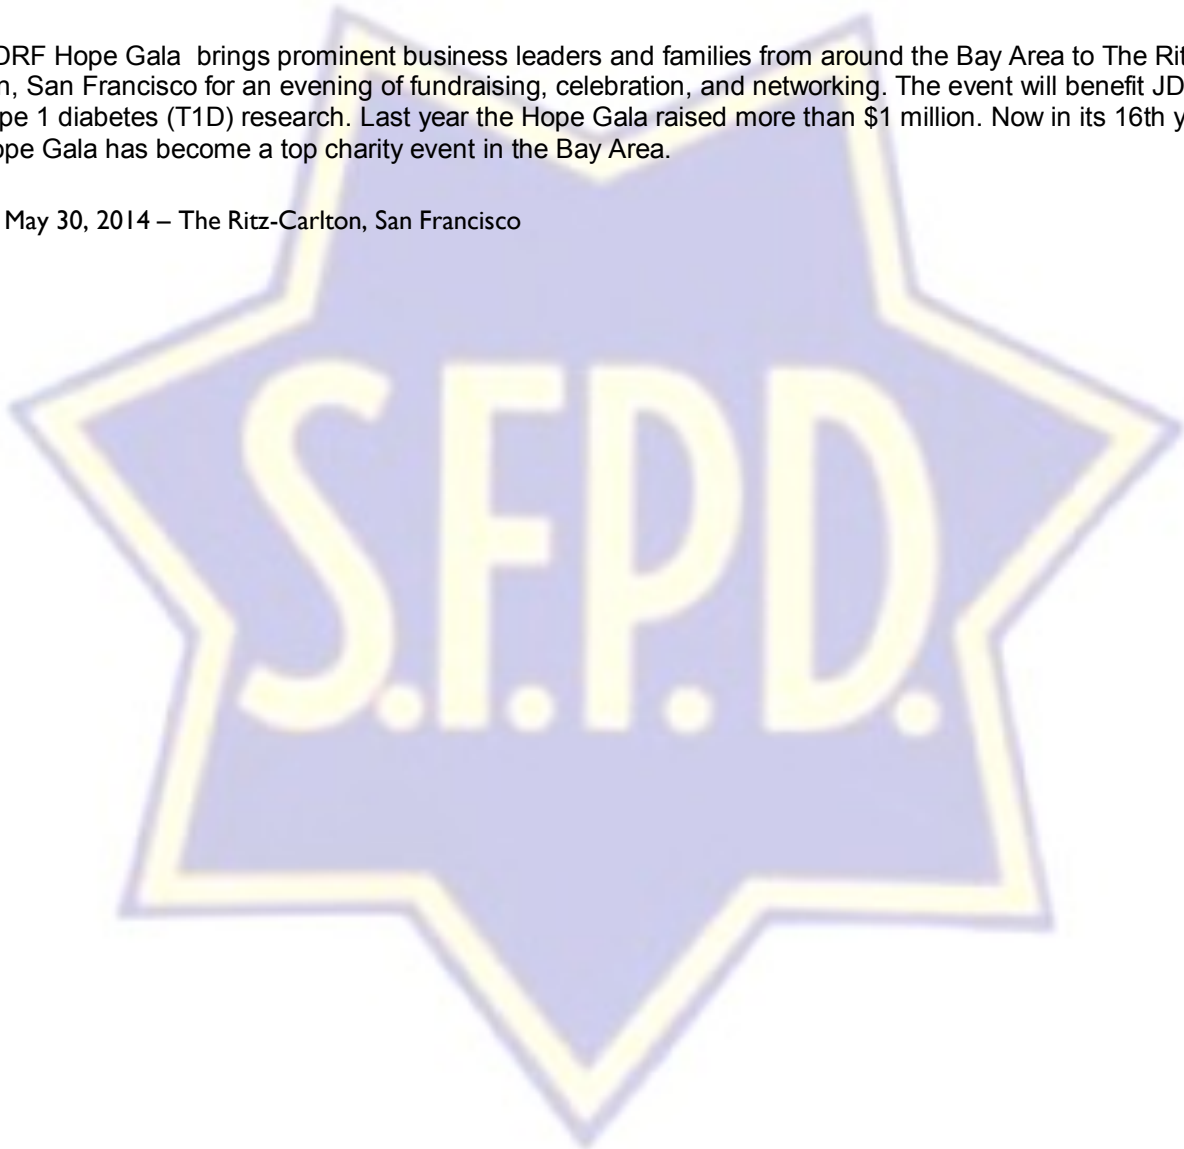 DRF Hope Gala  brings prominent business leaders and families from around the Bay Area to The Rit
n, San Francisco for an evening of fundraising, celebration, and networking. The event will benefit JD
pe 1 diabetes (T1D) research. Last year the Hope Gala raised more than $1 million. Now in its 16th y
ope Gala has become a top charity event in the Bay Area.
May 30, 2014 – The Ritz-Carlton, San Francisco
S.F.P.D.